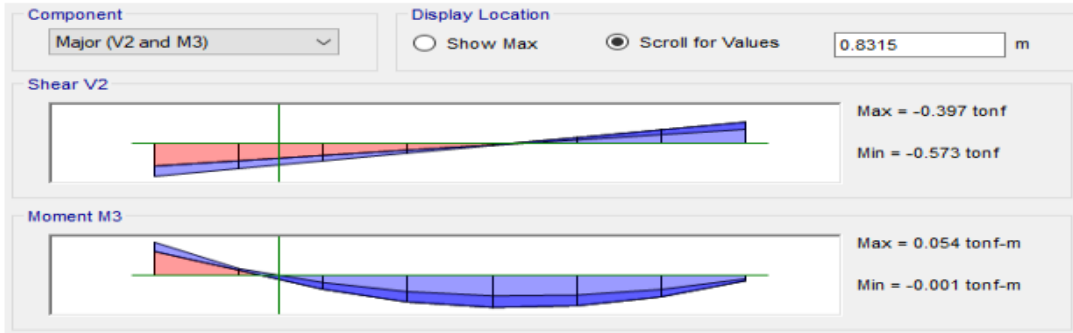 Component
Display Location
Major (V2 and M3)
Show Max
Scroll for Values
0.8315
m
Shear V2
Max = -0.397 tonf
Min = -0.573 tonf
Moment M3
Max = 0.054 tonf-m
Min = -0.001 tonf-m